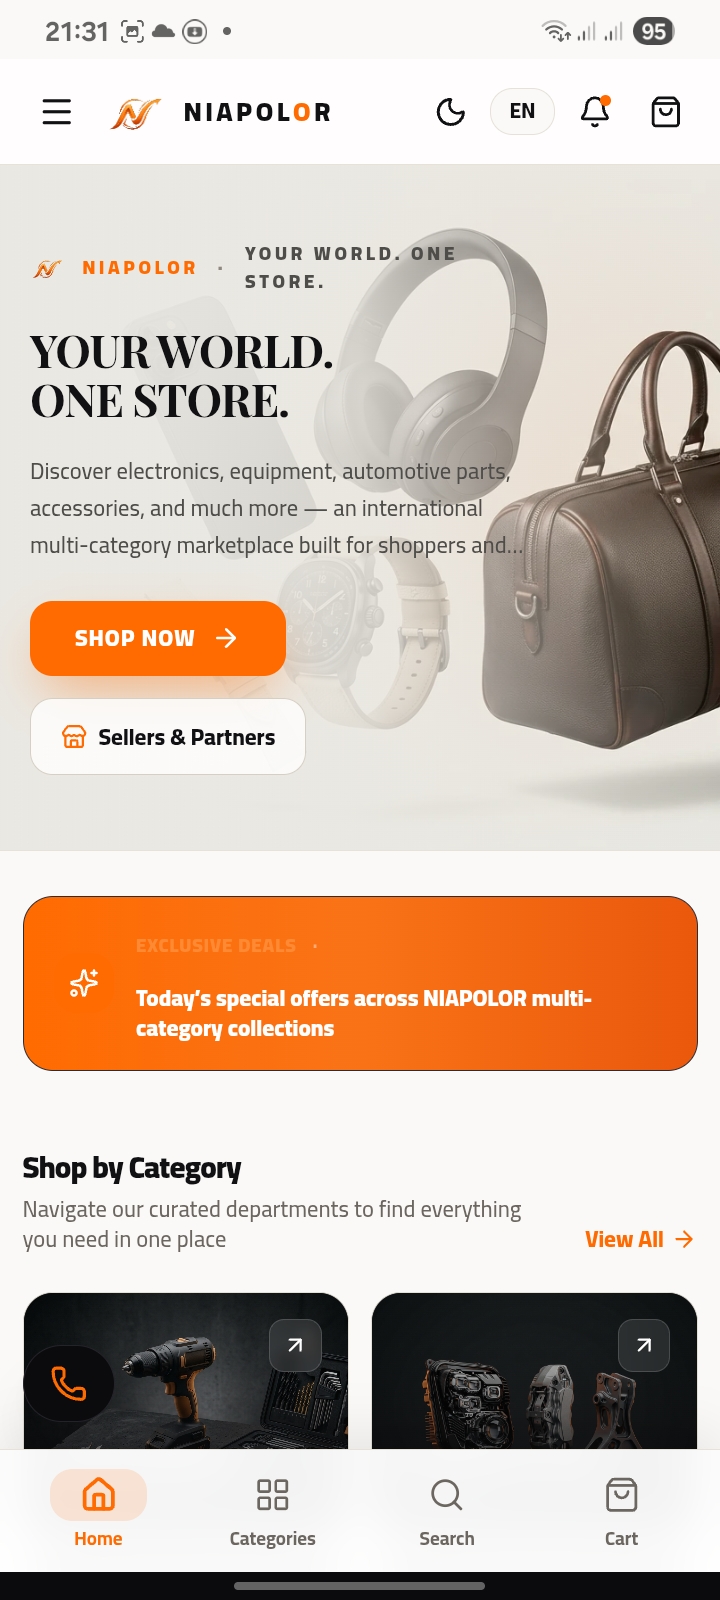 21:31
95
NIAPOLOR
EN
NIAPOLOR · YOUR WORLD. ONE
STORE.
YOUR WORLD.
ONE STORE.
Discover electronics, equipment, automotive parts,
accessories, and much more — an international
multi-category marketplace built for shoppers and...
SHOP NOW
Sellers & Partners
EXCLUSIVE DEALS ·
Today's special offers across NIAPOLOR multi-
category collections
Shop by Category
Navigate our curated departments to find everything
you need in one place
View All
Home
Categories
Search
Cart